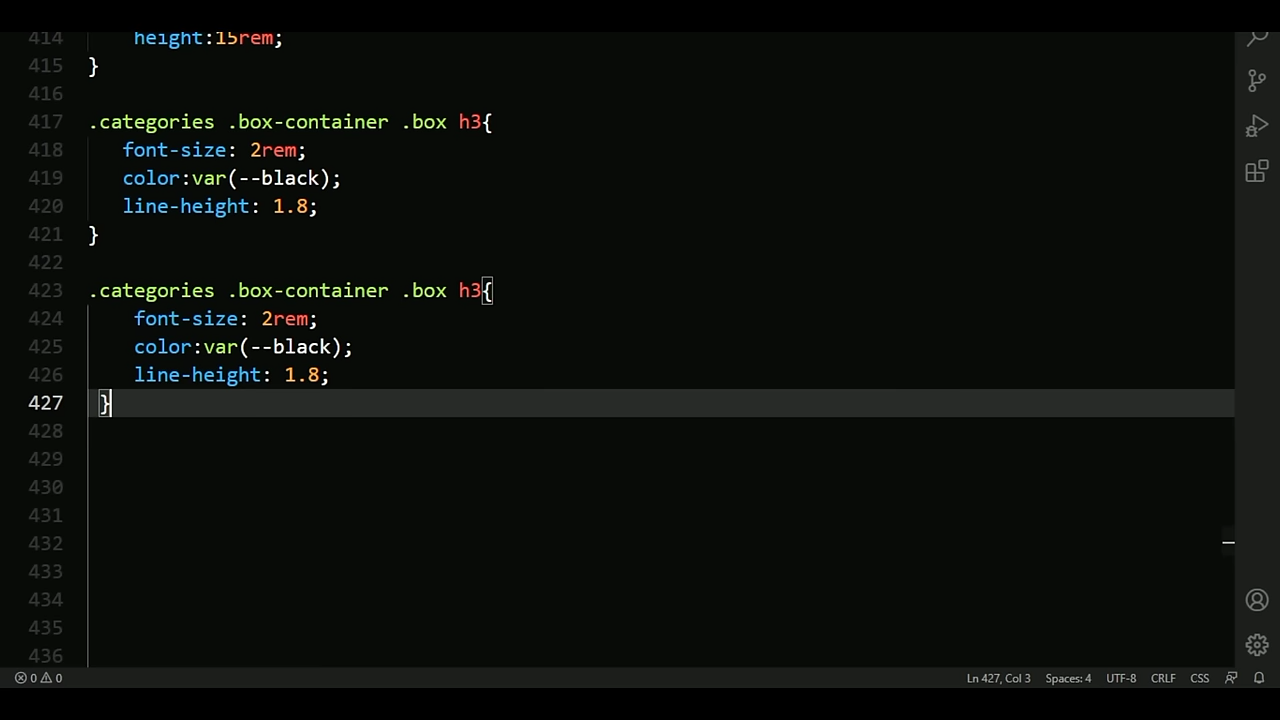 414 height:15rem;
415 }
416
417 .categories .box-container .box h3{
418 font-size: 2rem;
419 color:var(--black);
420 line-height: 1.8;
421 }
422
423 .categories .box-container .box h3{
424 font-size: 2rem;
425 color:var(--black);
426 line-height: 1.8;
427 }
428
429
430
431
432
433
434
435
436
0 0 Ln 427, Col 3 Spaces: 4 UTF-8 CRLF CSS